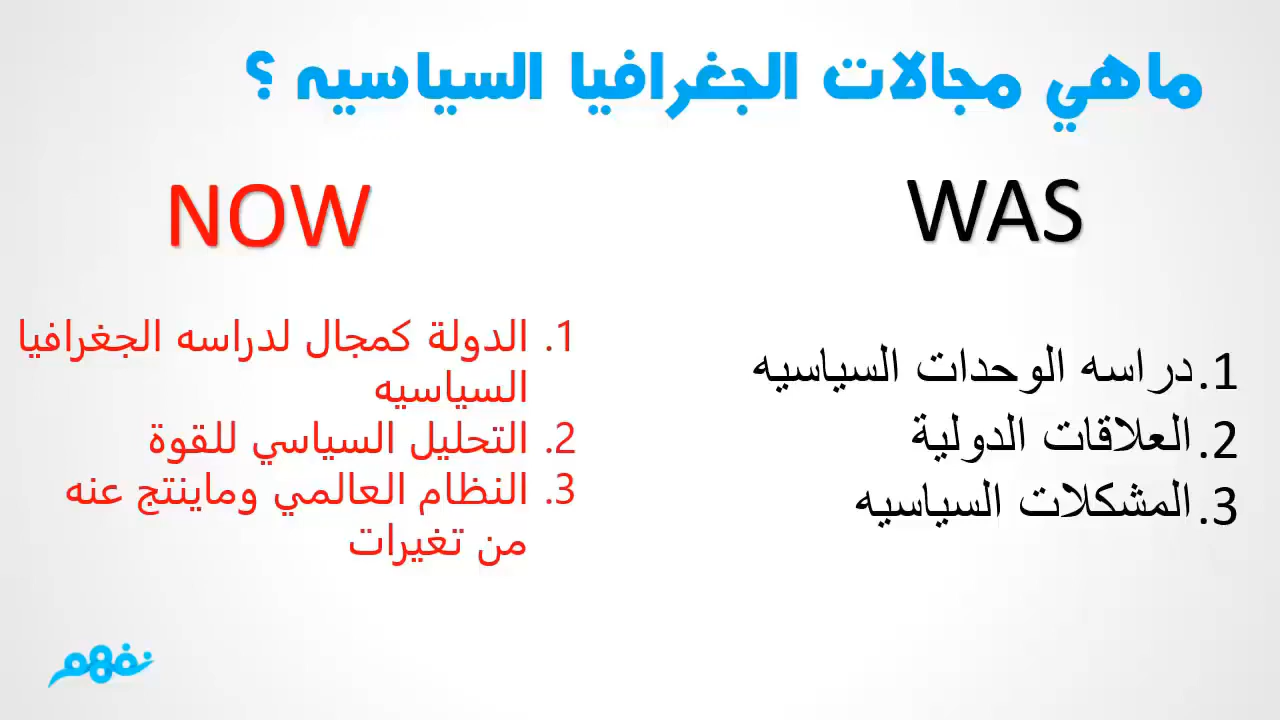 ماهي مجالات الجغرافيا السياسيه ؟
WAS
1. دراسه الوحدات السياسيه
2. العلاقات الدولية
3. المشكلات السياسيه
NOW
1. الدولة كمجال لدراسه الجغرافيا
السياسيه
2. التحليل السياسي للقوة
3. النظام العالمي وماينتج عنه
من تغيرات
نفهم